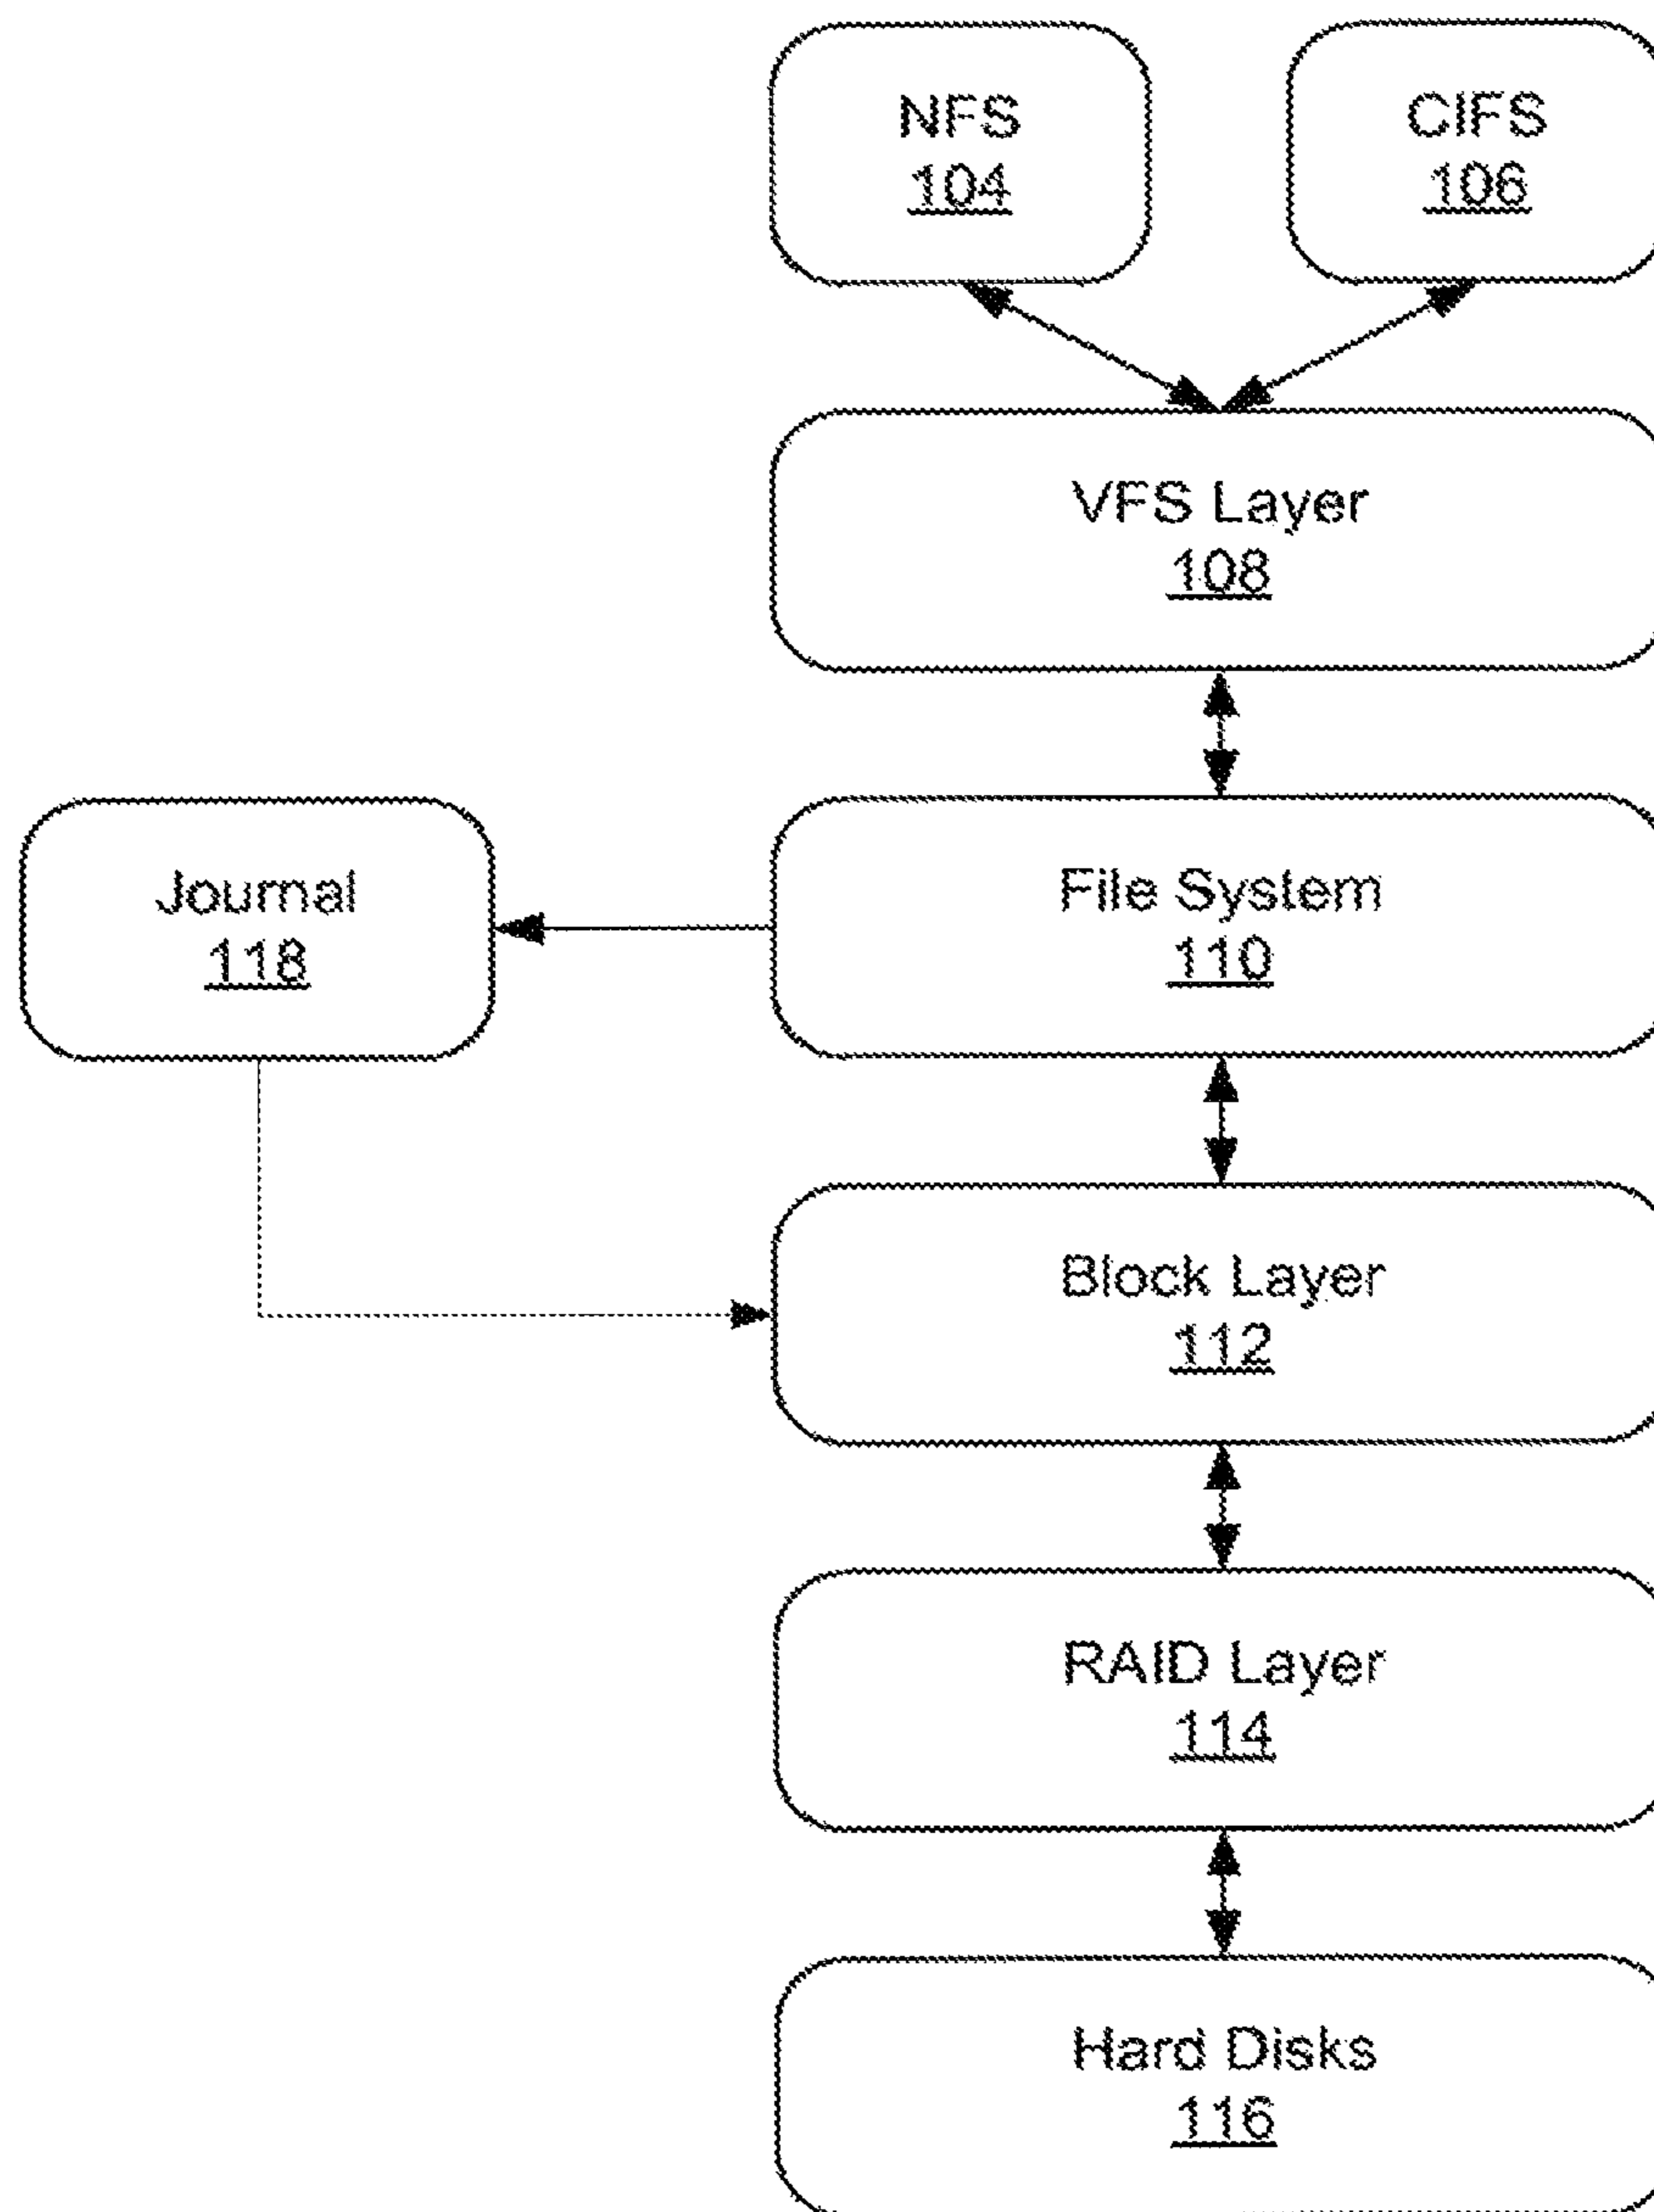 NFS
104
CIFS
106
VFS Layer
108
Journal
118
File System
110
Block Layer
112
RAID Layer
114
Hard Disks
116